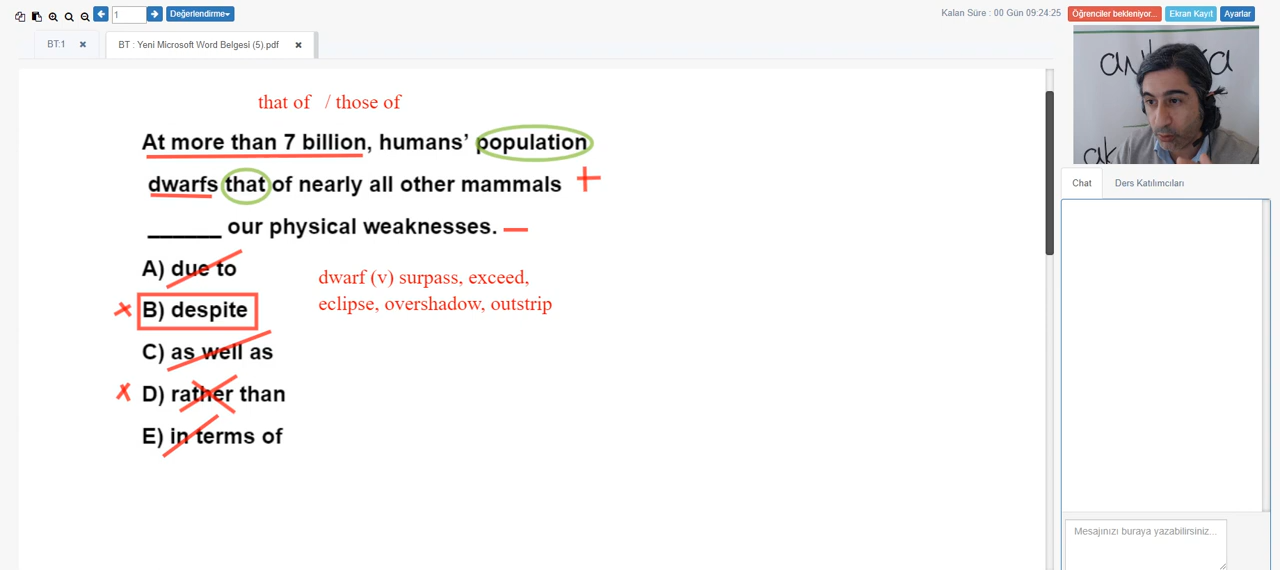 1
Değerlendirme
Kalan Süre : 00 Gün 09:24:25
Öğrenciler bekleniyor...
Ekran Kayıt
Ayarlar
BT:1
BT : Yeni Microsoft Word Belgesi (5).pdf
that of / those of
At more than 7 billion, humans' population
dwarfs that of nearly all other mammals +
______ our physical weaknesses. —
A) due to
B) despite
C) as well as
D) rather than
E) in terms of
dwarf (v) surpass, exceed,
eclipse, overshadow, outstrip
Chat
Ders Katılımcıları
Mesajınızı buraya yazabilirsiniz...